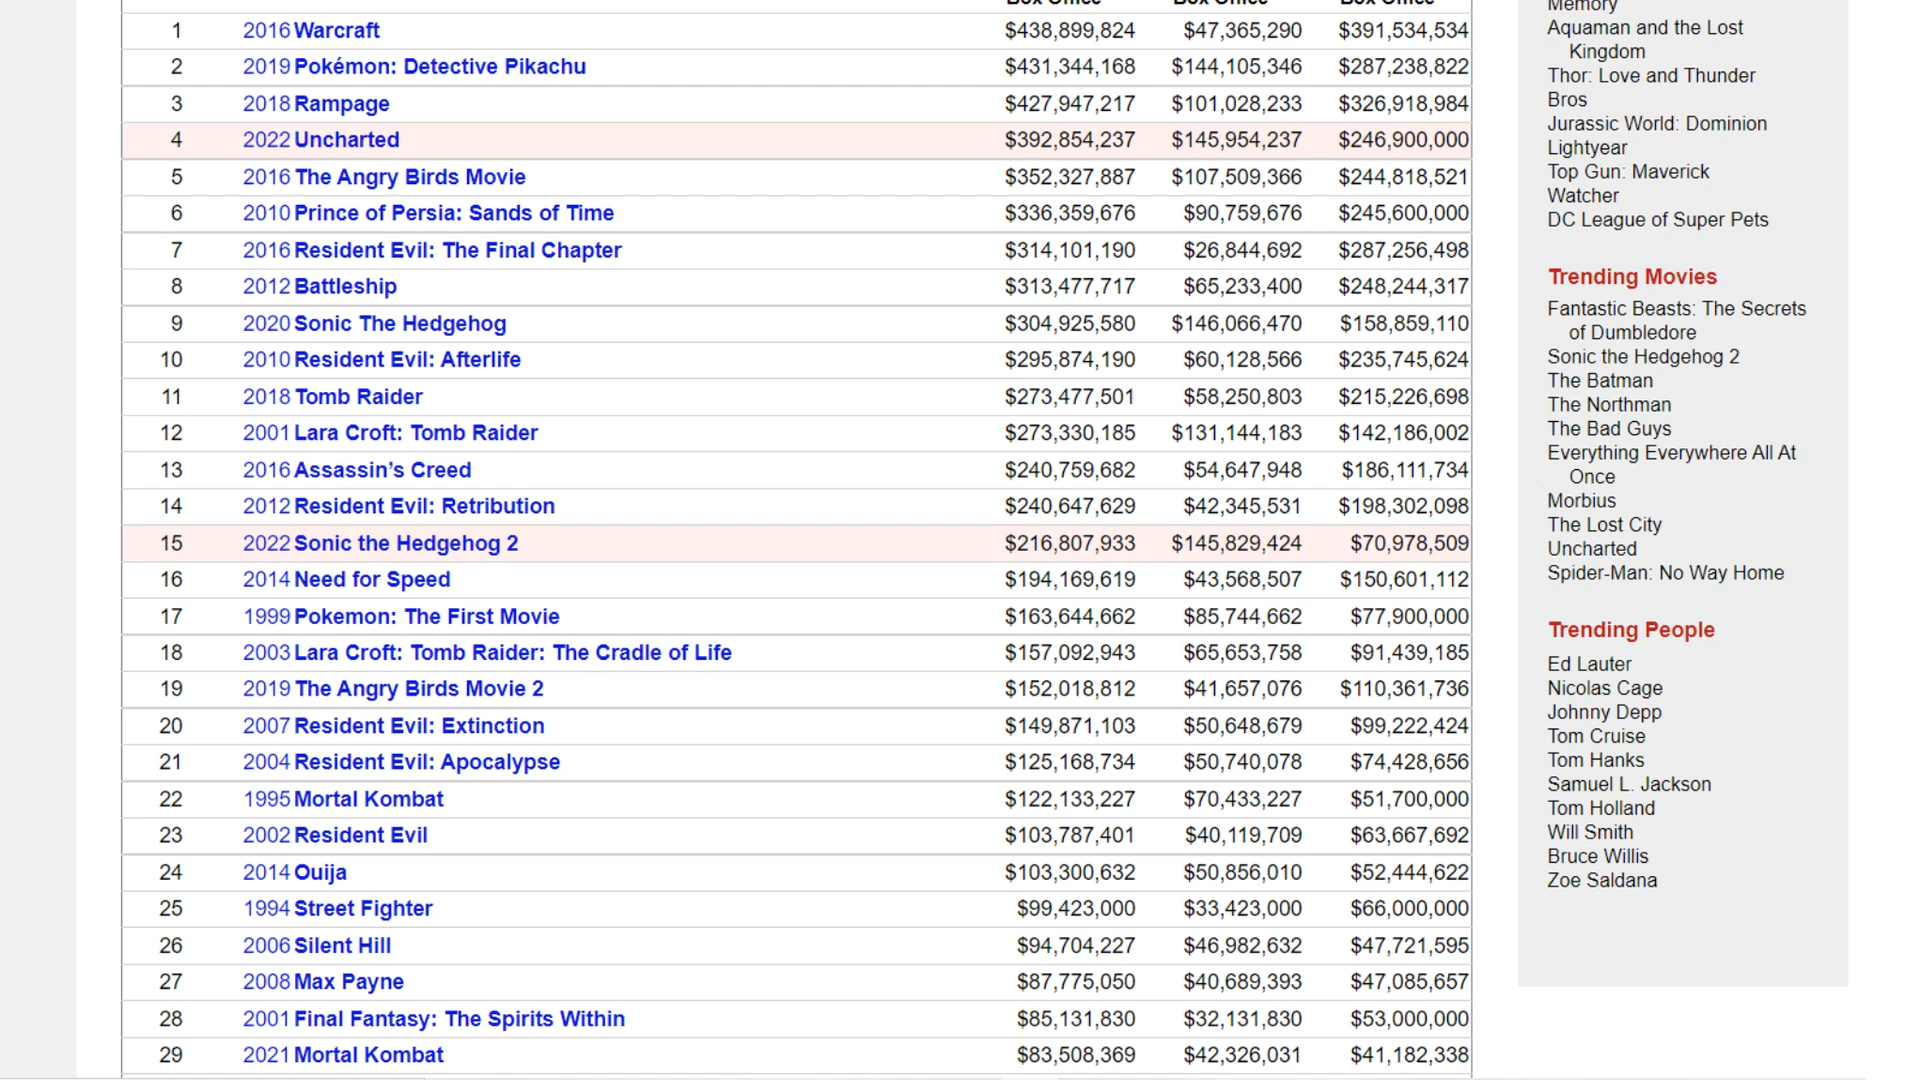 Box Office Box Office Box Office
1 2016 Warcraft $438,899,824 $47,365,290 $391,534,534
2 2019 Pokémon: Detective Pikachu $431,344,168 $144,105,346 $287,238,822
3 2018 Rampage $427,947,217 $101,028,233 $326,918,984
4 2022 Uncharted $392,854,237 $145,954,237 $246,900,000
5 2016 The Angry Birds Movie $352,327,887 $107,509,366 $244,818,521
6 2010 Prince of Persia: Sands of Time $336,359,676 $90,759,676 $245,600,000
7 2016 Resident Evil: The Final Chapter $314,101,190 $26,844,692 $287,256,498
8 2012 Battleship $313,477,717 $65,233,400 $248,244,317
9 2020 Sonic The Hedgehog $304,925,580 $146,066,470 $158,859,110
10 2010 Resident Evil: Afterlife $295,874,190 $60,128,566 $235,745,624
11 2018 Tomb Raider $273,477,501 $58,250,803 $215,226,698
12 2001 Lara Croft: Tomb Raider $273,330,185 $131,144,183 $142,186,002
13 2016 Assassin’s Creed $240,759,682 $54,647,948 $186,111,734
14 2012 Resident Evil: Retribution $240,647,629 $42,345,531 $198,302,098
15 2022 Sonic the Hedgehog 2 $216,807,933 $145,829,424 $70,978,509
16 2014 Need for Speed $194,169,619 $43,568,507 $150,601,112
17 1999 Pokemon: The First Movie $163,644,662 $85,744,662 $77,900,000
18 2003 Lara Croft: Tomb Raider: The Cradle of Life $157,092,943 $65,653,758 $91,439,185
19 2019 The Angry Birds Movie 2 $152,018,812 $41,657,076 $110,361,736
20 2007 Resident Evil: Extinction $149,871,103 $50,648,679 $99,222,424
21 2004 Resident Evil: Apocalypse $125,168,734 $50,740,078 $74,428,656
22 1995 Mortal Kombat $122,133,227 $70,433,227 $51,700,000
23 2002 Resident Evil $103,787,401 $40,119,709 $63,667,692
24 2014 Ouija $103,300,632 $50,856,010 $52,444,622
25 1994 Street Fighter $99,423,000 $33,423,000 $66,000,000
26 2006 Silent Hill $94,704,227 $46,982,632 $47,721,595
27 2008 Max Payne $87,775,050 $40,689,393 $47,085,657
28 2001 Final Fantasy: The Spirits Within $85,131,830 $32,131,830 $53,000,000
29 2021 Mortal Kombat $83,508,369 $42,326,031 $41,182,338
Memory
Aquaman and the Lost
Kingdom
Thor: Love and Thunder
Bros
Jurassic World: Dominion
Lightyear
Top Gun: Maverick
Watcher
DC League of Super Pets
Trending Movies
Fantastic Beasts: The Secrets
of Dumbledore
Sonic the Hedgehog 2
The Batman
The Northman
The Bad Guys
Everything Everywhere All At
Once
Morbius
The Lost City
Uncharted
Spider-Man: No Way Home
Trending People
Ed Lauter
Nicolas Cage
Johnny Depp
Tom Cruise
Tom Hanks
Samuel L. Jackson
Tom Holland
Will Smith
Bruce Willis
Zoe Saldana